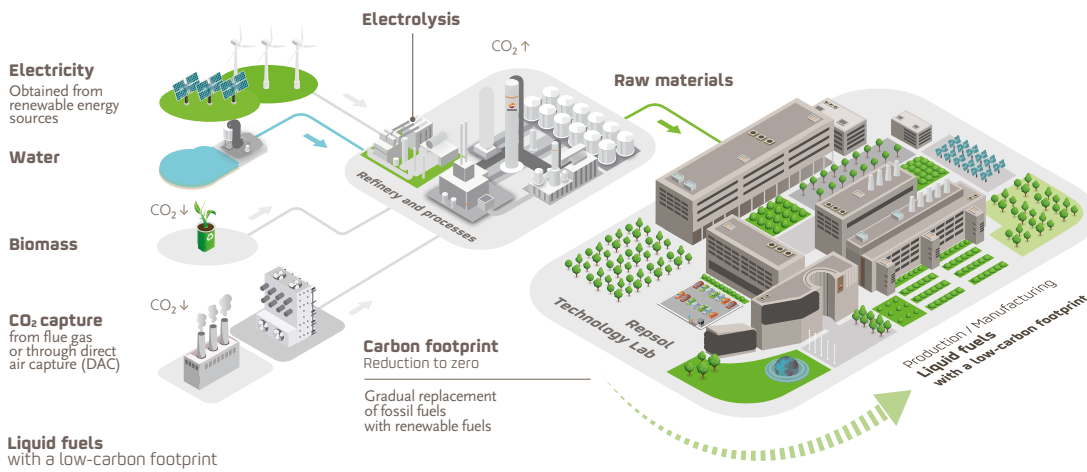 Electrolysis
CO₂ ↑
Electricity
Obtained from
renewable energy
sources
Raw materials
Water
Refinery and processes
CO₂ ↓
Biomass
CO₂ ↓
CO₂ capture
from flue gas
or through direct
air capture (DAC)
Repsol
Technology Lab
Carbon footprint
Reduction to zero
Gradual replacement
of fossil fuels
with renewable fuels
Production / Manufacturing
Liquid fuels
with a low-carbon footprint
Liquid fuels
with a low-carbon footprint